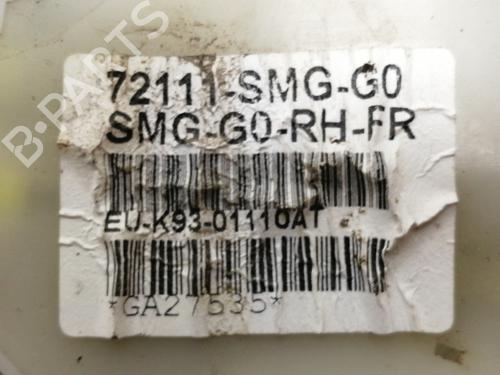 B-PARTS
72111-SMG-G0
SMG-G0-RH-FR
EU-K93-01110AT
*GA27535*